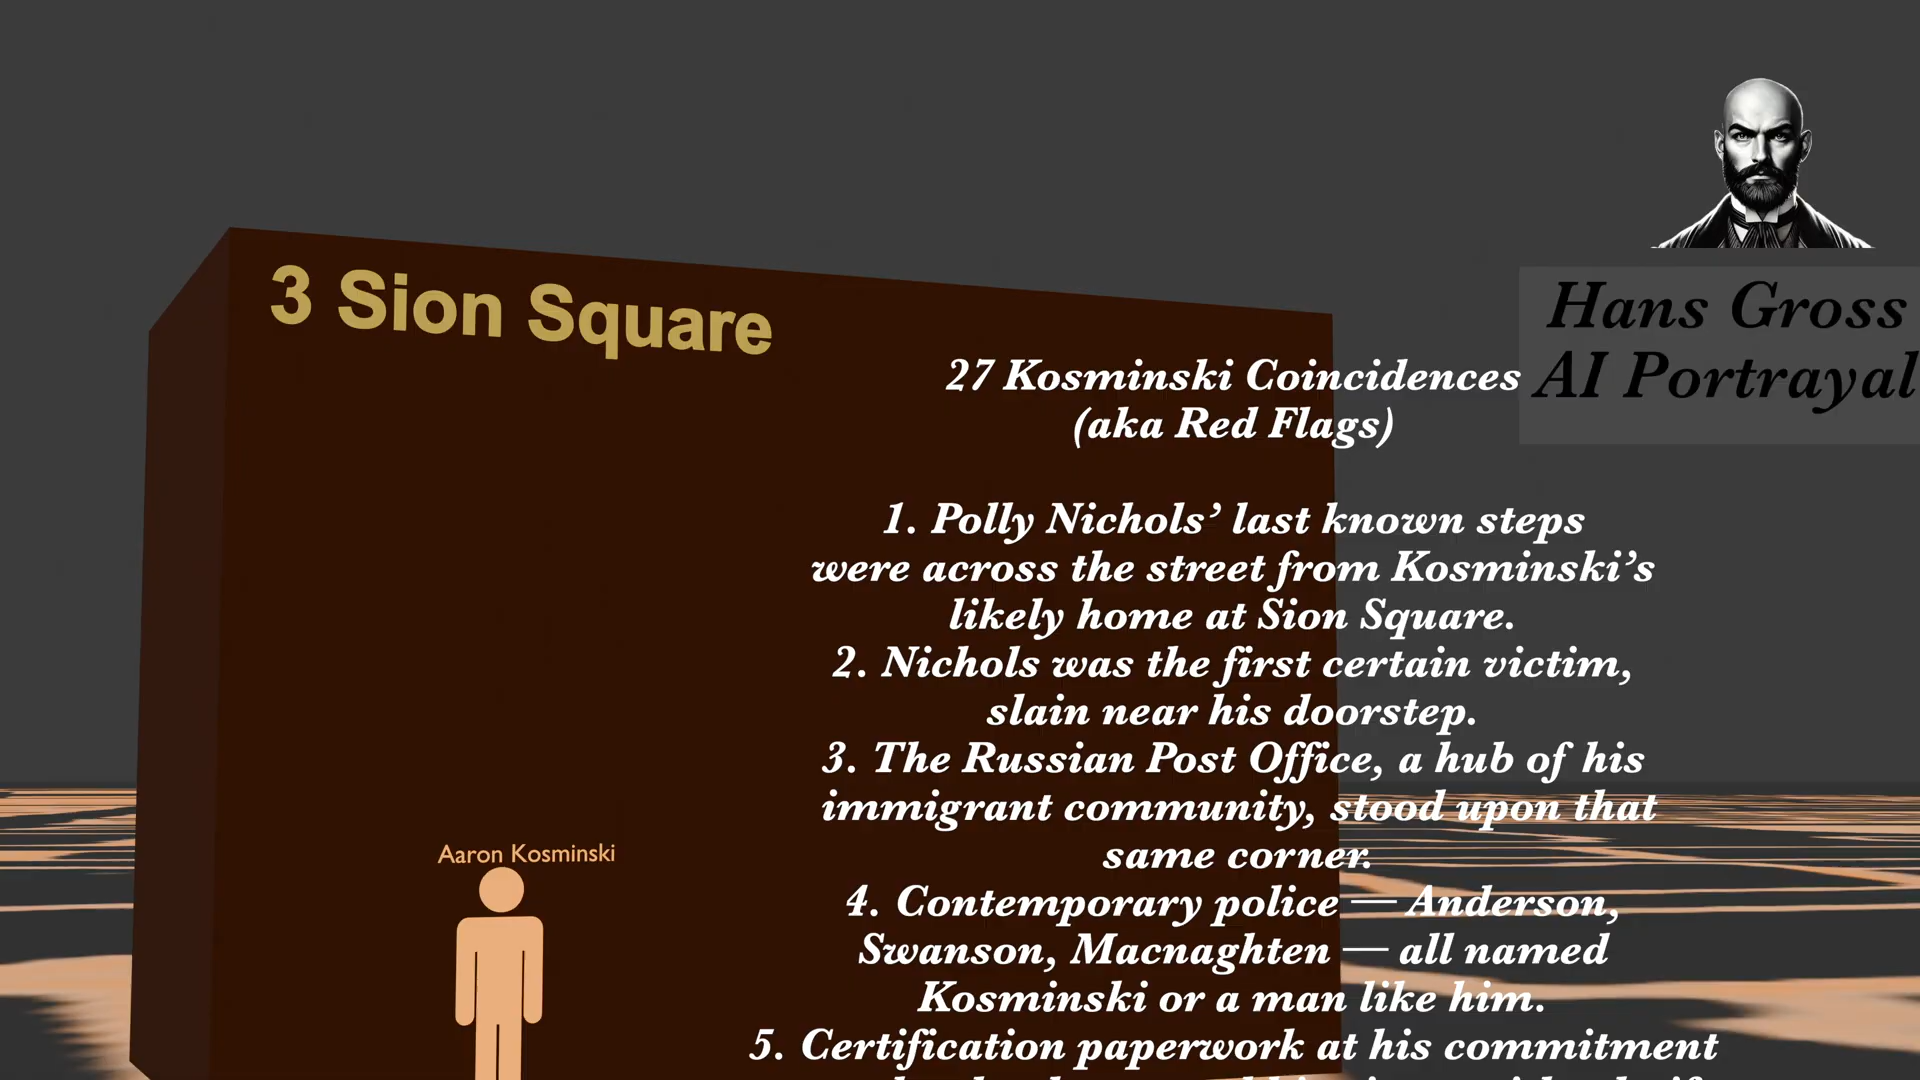 3 Sion Square
Hans Gross
AI Portrayal
27 Kosminski Coincidences
(aka Red Flags)
1. Polly Nichols’ last known steps
were across the street from Kosminski’s
likely home at Sion Square.
2. Nichols was the first certain victim,
slain near his doorstep.
3. The Russian Post Office, a hub of his
immigrant community, stood upon that
same corner.
4. Contemporary police — Anderson,
Swanson, Macnaghten — all named
Kosminski or a man like him.
5. Certification paperwork at his commitment
Aaron Kosminski